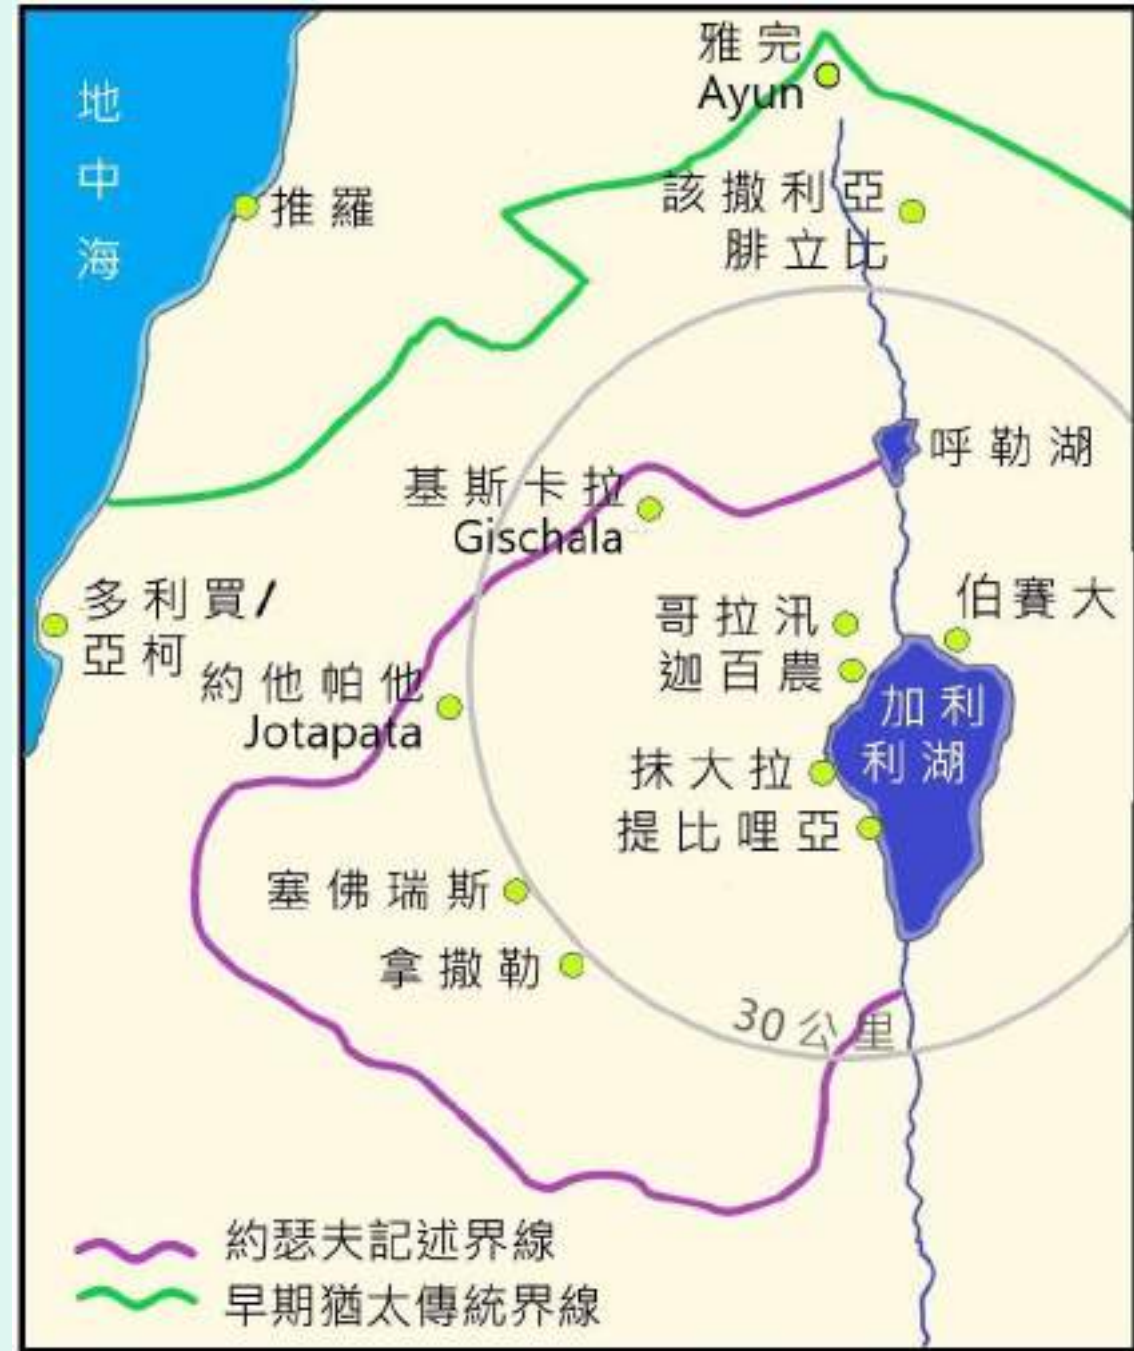 地中海
雅完
Ayun
推羅
該撒利亞
腓立比
呼勒湖
基斯卡拉
Gischala
多利買/
亞柯
伯賽大
哥拉汛
迦百農
約他帕他
Jotapata
加利
利湖
抹大拉
提比哩亞
塞佛瑞斯
拿撒勒
30公里
約瑟夫記述界線
早期猶太傳統界線